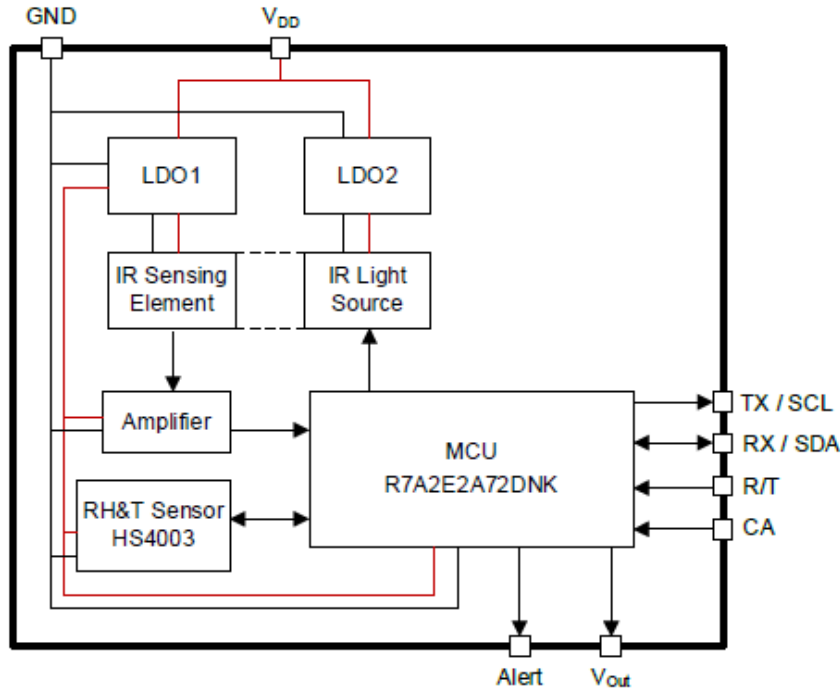 GND
VDD
LDO1
LDO2
IR Sensing
Element
IR Light
Source
Amplifier
MCU
R7A2E2A72DNK
RH&T Sensor
HS4003
TX / SCL
RX / SDA
R/T
CA
Alert
VOut